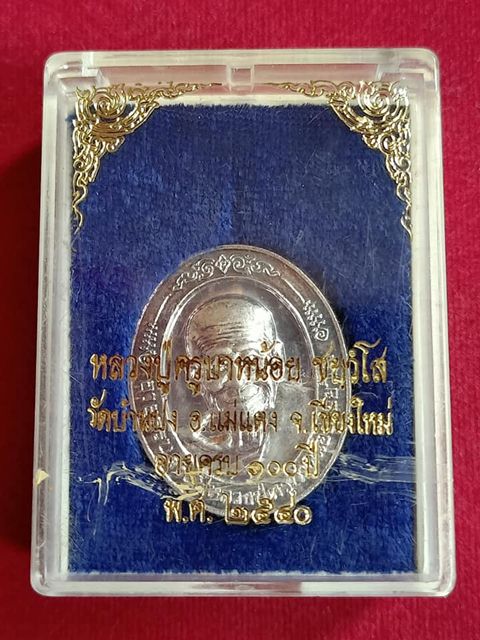 หลวงปู่ครูบาหน้อย ชยวํโส
วัดบ้านปง อ.แม่แตง จ.เชียงใหม่
อายุครบ ๑๐๐ ปี
พ.ศ. ๒๕๔๐